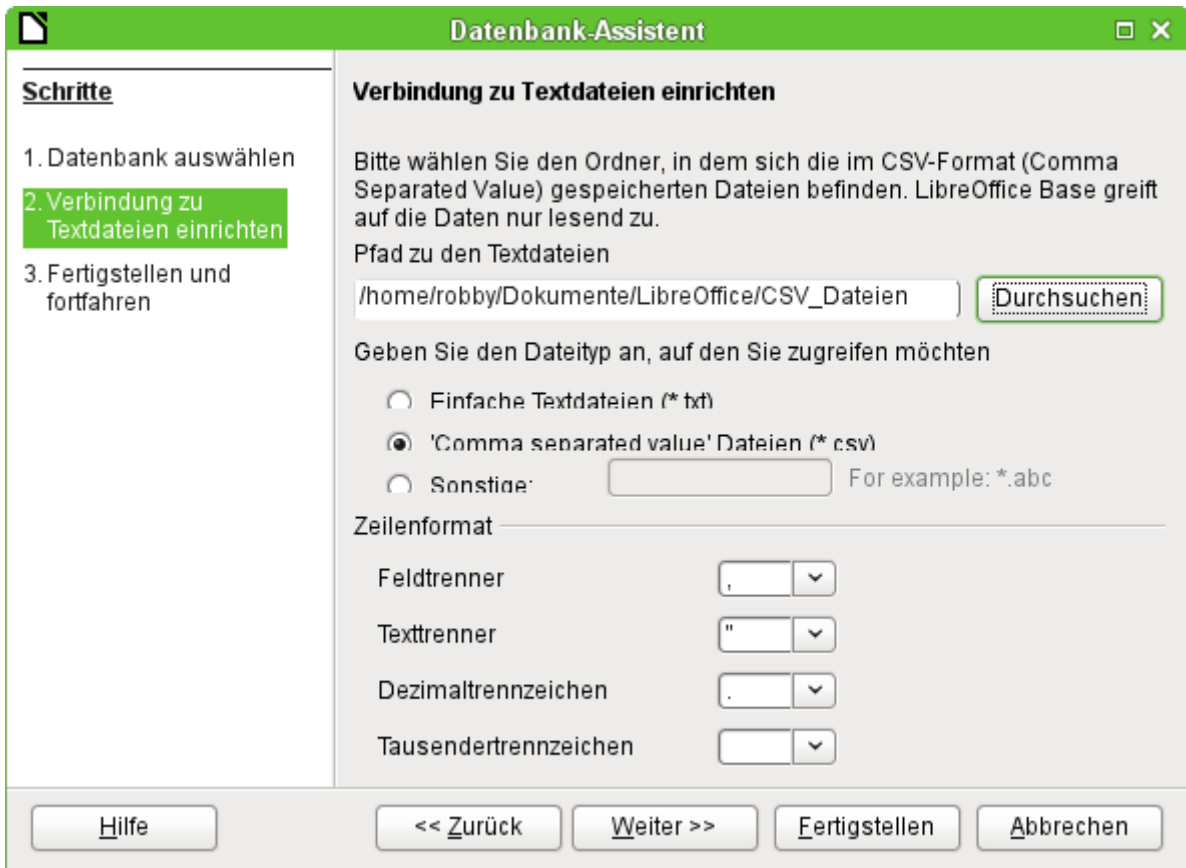 Datenbank-Assistent
Schritte
1. Datenbank auswählen
2. Verbindung zu
Textdateien einrichten
3. Fertigstellen und
fortfahren
Verbindung zu Textdateien einrichten
Bitte wählen Sie den Ordner, in dem sich die im CSV-Format (Comma
Separated Value) gespeicherten Dateien befinden. LibreOffice Base greift
auf die Daten nur lesend zu.
Pfad zu den Textdateien
/home/robby/Dokumente/LibreOffice/CSV_Dateien
Durchsuchen
Geben Sie den Dateityp an, auf den Sie zugreifen möchten
Einfache Textdateien (*.txt)
'Comma separated value' Dateien (*.csv)
Sonstige:
For example: *.abc
Zeilenformat
Feldtrenner ,
Texttrenner "
Dezimaltrennzeichen .
Tausendertrennzeichen
Hilfe
<< Zurück
Weiter >>
Fertigstellen
Abbrechen